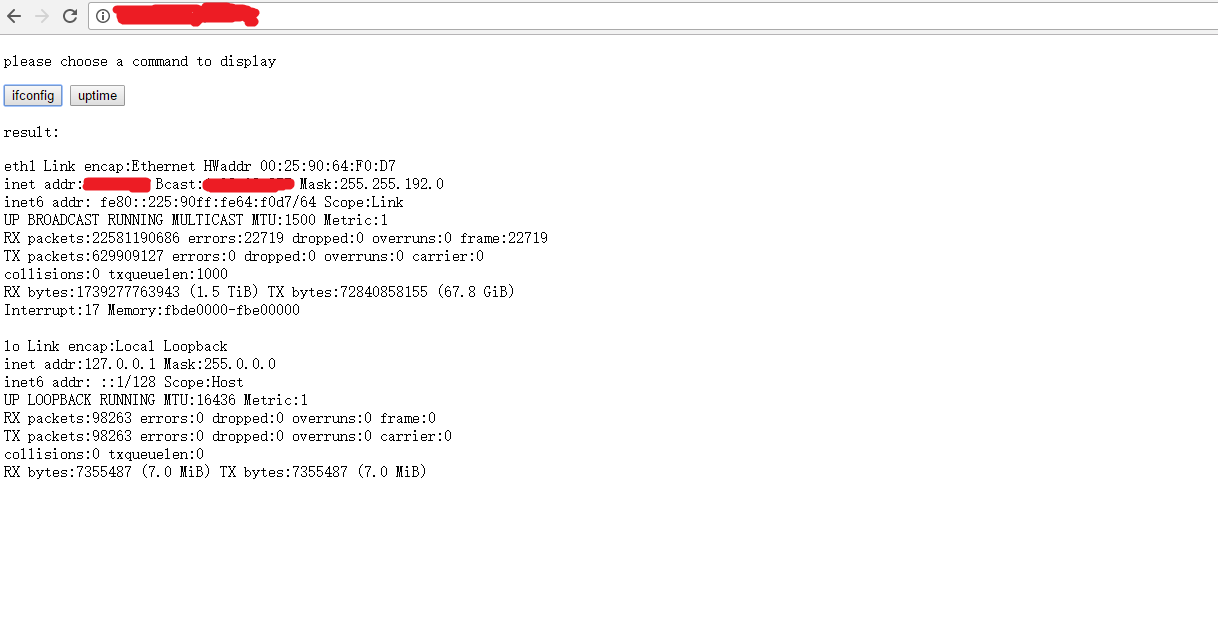 please choose a command to display
ifconfig uptime
result:
eth1 Link encap:Ethernet HWaddr 00:25:90:64:F0:D7
inet addr: Bcast: Mask:255.255.192.0
inet6 addr: fe80::225:90ff:fe64:f0d7/64 Scope:Link
UP BROADCAST RUNNING MULTICAST MTU:1500 Metric:1
RX packets:22581190686 errors:22719 dropped:0 overruns:0 frame:22719
TX packets:629909127 errors:0 dropped:0 overruns:0 carrier:0
collisions:0 txqueuelen:1000
RX bytes:1739277763943 (1.5 TiB) TX bytes:72840858155 (67.8 GiB)
Interrupt:17 Memory:fbde0000-fbe00000
lo Link encap:Local Loopback
inet addr:127.0.0.1 Mask:255.0.0.0
inet6 addr: ::1/128 Scope:Host
UP LOOPBACK RUNNING MTU:16436 Metric:1
RX packets:98263 errors:0 dropped:0 overruns:0 frame:0
TX packets:98263 errors:0 dropped:0 overruns:0 carrier:0
collisions:0 txqueuelen:0
RX bytes:7355487 (7.0 MiB) TX bytes:7355487 (7.0 MiB)